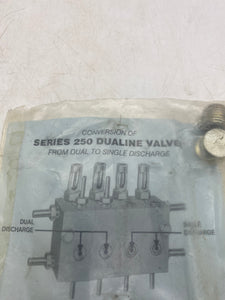 CONVERSION OF
SERIES 250 DUALINE VALVE
FROM DUAL TO SINGLE DISCHARGE
DUAL
DISCHARGE
SINGLE
DISCHARGE